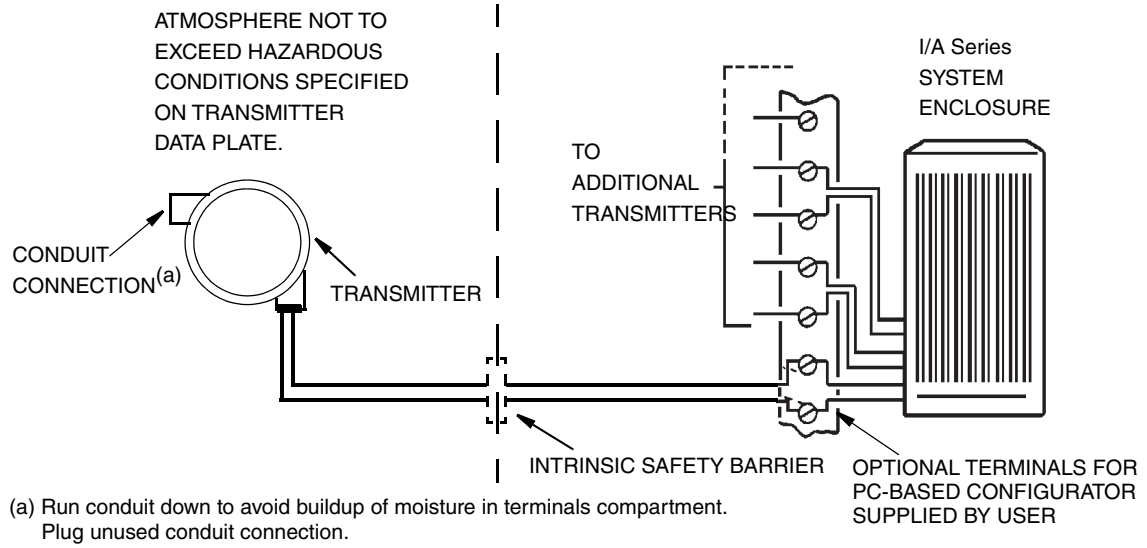 ATMOSPHERE NOT TO
EXCEED HAZARDOUS
CONDITIONS SPECIFIED
ON TRANSMITTER
DATA PLATE.
I/A Series
SYSTEM
ENCLOSURE
TO
ADDITIONAL
TRANSMITTERS
CONDUIT
CONNECTION(a)
TRANSMITTER
INTRINSIC SAFETY BARRIER
OPTIONAL TERMINALS FOR
PC-BASED CONFIGURATOR
SUPPLIED BY USER
(a) Run conduit down to avoid buildup of moisture in terminals compartment.
Plug unused conduit connection.